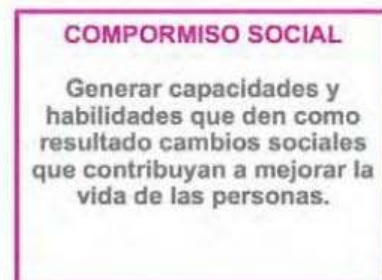 COMPORMISO SOCIAL
Generar capacidades y
habilidades que den como
resultado cambios sociales
que contribuyan a mejorar la
vida de las personas.